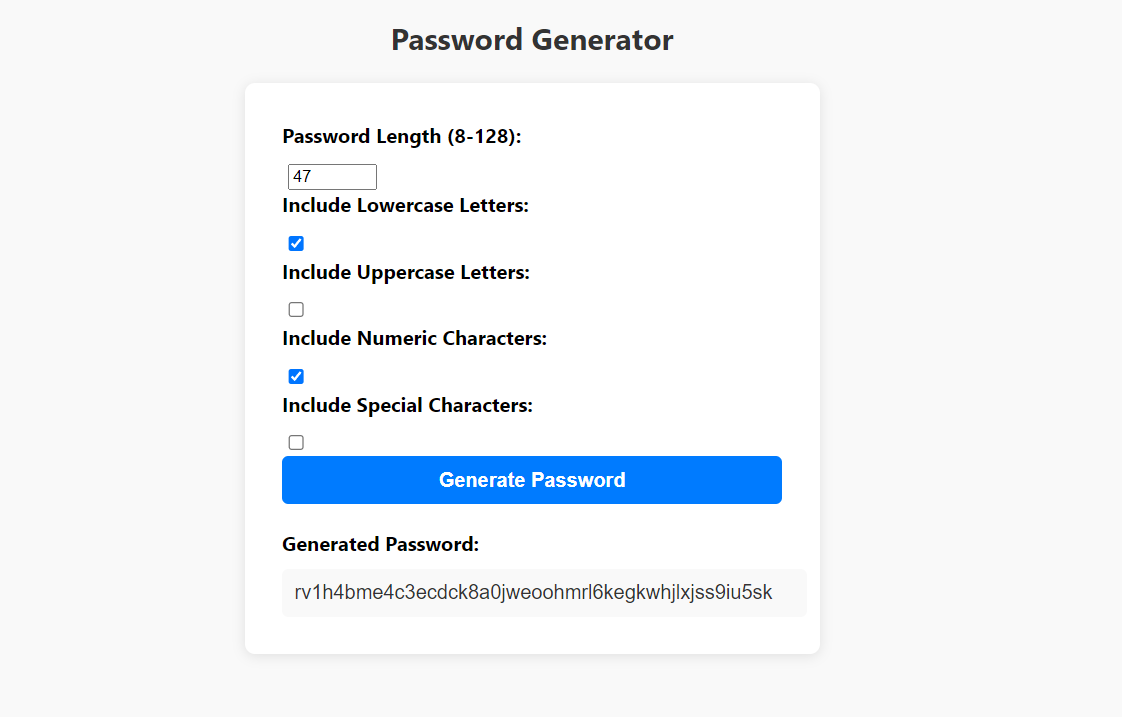 Password Generator
Password Length (8-128):
47
Include Lowercase Letters:
Include Uppercase Letters:
Include Numeric Characters:
Include Special Characters:
Generate Password
Generated Password:
rv1h4bme4c3ecdck8a0jweoohmrl6kegkwhjlxjss9iu5sk